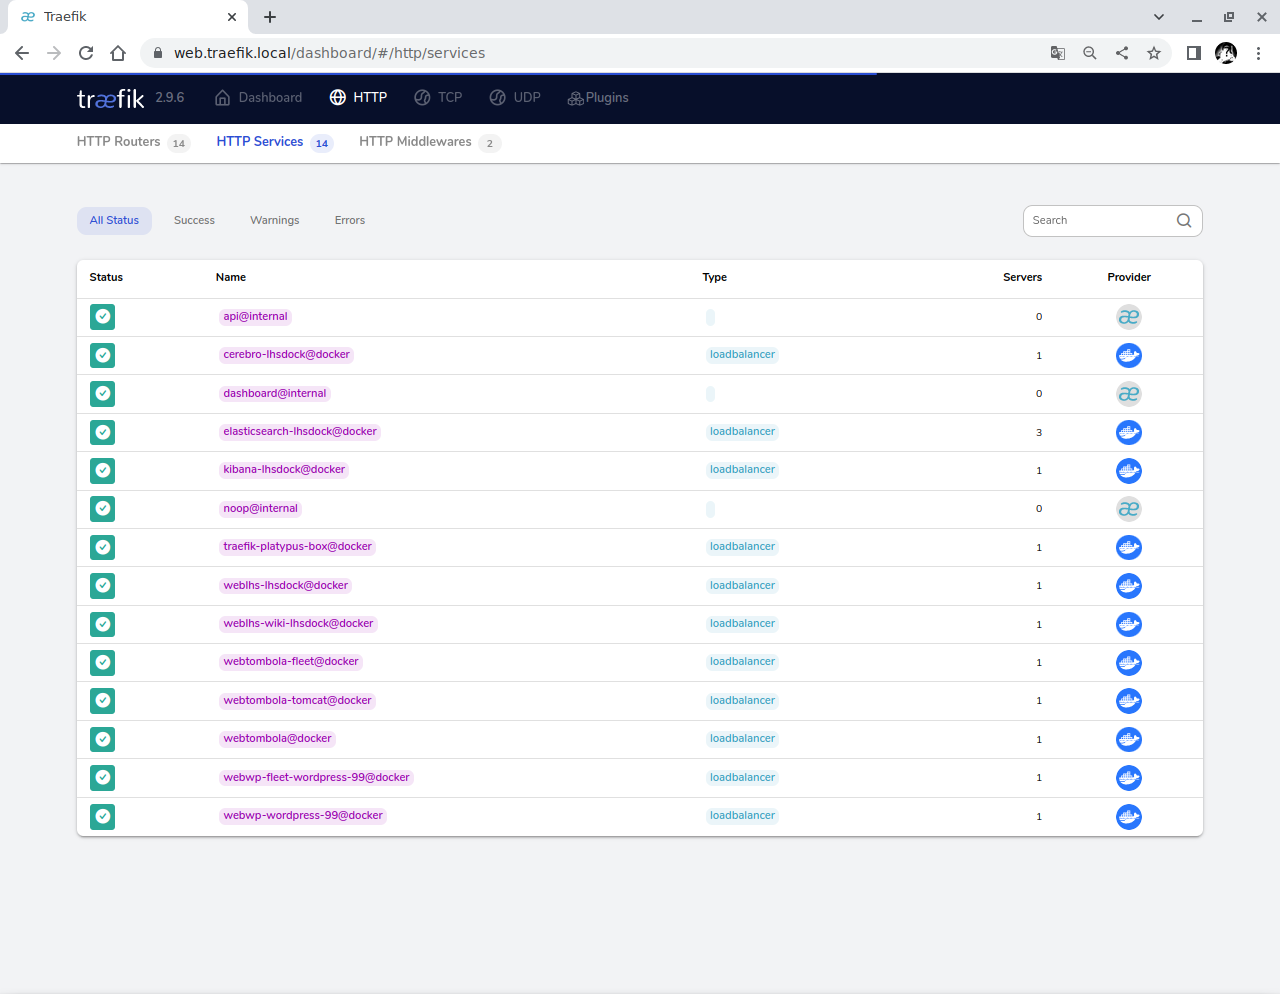 Traefik
web.traefik.local/dashboard/#/http/services
træfik 2.9.6 Dashboard HTTP TCP UDP Plugins
HTTP Routers 14 HTTP Services 14 HTTP Middlewares 2
All Status Success Warnings Errors Search
Status Name Type Servers Provider
api@internal 0 æ
cerebro-lhsdock@docker loadbalancer 1
dashboard@internal 0 æ
elasticsearch-lhsdock@docker loadbalancer 3
kibana-lhsdock@docker loadbalancer 1
noop@internal 0 æ
traefik-platypus-box@docker loadbalancer 1
weblhs-lhsdock@docker loadbalancer 1
weblhs-wiki-lhsdock@docker loadbalancer 1
webtombola-fleet@docker loadbalancer 1
webtombola-tomcat@docker loadbalancer 1
webtombola@docker loadbalancer 1
webwp-fleet-wordpress-99@docker loadbalancer 1
webwp-wordpress-99@docker loadbalancer 1